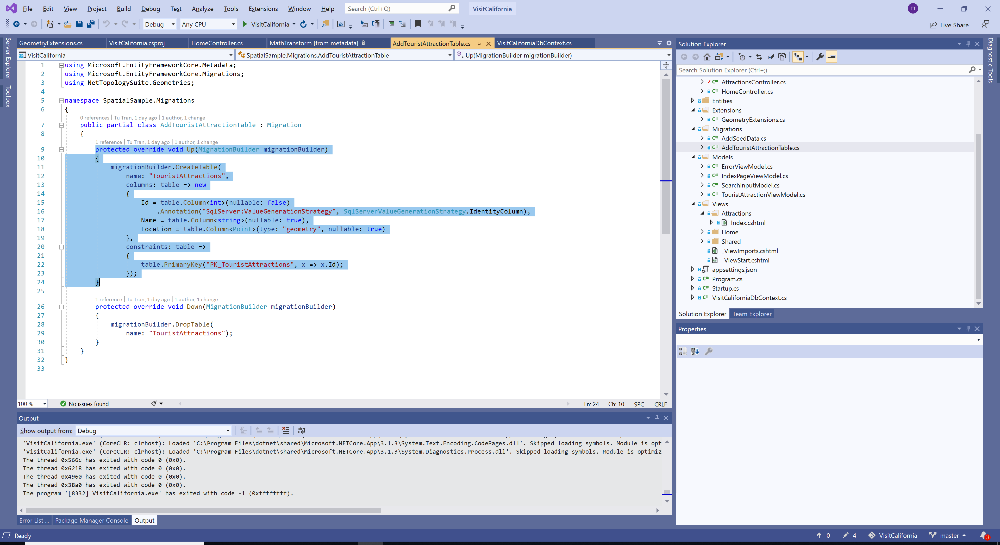 File Edit View Project Build Debug Test Analyze Tools Extensions Window Help Search (Ctrl+Q) VisitCalifornia TT
Debug Any CPU VisitCalifornia Live Share
Server Explorer
Toolbox
GeometryExtensions.cs VisitCalifornia.csproj HomeController.cs MathTransform [from metadata] AddTouristAttractionTable.cs VisitCaliforniaDbContext.cs
VisitCalifornia SpatialSample.Migrations.AddTouristAttractionTable Up(MigrationBuilder migrationBuilder)
1 using Microsoft.EntityFrameworkCore.Metadata;
2 using Microsoft.EntityFrameworkCore.Migrations;
3 using NetTopologySuite.Geometries;
4
5 namespace SpatialSample.Migrations
6 {
0 references | Tu Tran, 1 day ago | 1 author, 1 change
7 public partial class AddTouristAttractionTable : Migration
8 {
1 reference | Tu Tran, 1 day ago | 1 author, 1 change
9 protected override void Up(MigrationBuilder migrationBuilder)
10 {
11 migrationBuilder.CreateTable(
12 name: "TouristAttractions",
13 columns: table => new
14 {
15 Id = table.Column<int>(nullable: false)
16 .Annotation("SqlServer:ValueGenerationStrategy", SqlServerValueGenerationStrategy.IdentityColumn),
17 Name = table.Column<string>(nullable: true),
18 Location = table.Column<Point>(type: "geometry", nullable: true)
19 },
20 constraints: table =>
21 {
22 table.PrimaryKey("PK_TouristAttractions", x => x.Id);
23 });
24 }
25
1 reference | Tu Tran, 1 day ago | 1 author, 1 change
26 protected override void Down(MigrationBuilder migrationBuilder)
27 {
28 migrationBuilder.DropTable(
29 name: "TouristAttractions");
30 }
31 }
32 }
33
100 % No issues found Ln: 24 Ch: 10 SPC CRLF
Output
Show output from: Debug
'VisitCalifornia.exe' (CoreCLR: clrhost): Loaded 'C:\Program Files\dotnet\shared\Microsoft.NETCore.App\3.1.3\System.Text.Encoding.CodePages.dll'. Skipped loading symbols. Module is opt
'VisitCalifornia.exe' (CoreCLR: clrhost): Loaded 'C:\Program Files\dotnet\shared\Microsoft.NETCore.App\3.1.3\System.Diagnostics.Process.dll'. Skipped loading symbols. Module is optimiz
The thread 0x566c has exited with code 0 (0x0).
The thread 0x6218 has exited with code 0 (0x0).
The thread 0x4960 has exited with code 0 (0x0).
The thread 0x38a0 has exited with code 0 (0x0).
The program '[8332] VisitCalifornia.exe' has exited with code -1 (0xffffffff).
Error List ... Package Manager Console Output
Solution Explorer
Search Solution Explorer (Ctrl+;)
C# AttractionsController.cs
C# HomeController.cs
Entities
Extensions
C# GeometryExtensions.cs
Migrations
C# AddSeedData.cs
C# AddTouristAttractionTable.cs
Models
C# ErrorViewModel.cs
C# IndexPageViewModel.cs
C# SearchInputModel.cs
C# TouristAttractionViewModel.cs
Views
Attractions
Index.cshtml
Home
Shared
_ViewImports.cshtml
_ViewStart.cshtml
appsettings.json
C# Program.cs
C# Startup.cs
C# VisitCaliforniaDbContext.cs
Solution Explorer Team Explorer
Properties
Diagnostic Tools
Ready 0 4 VisitCalifornia master 3